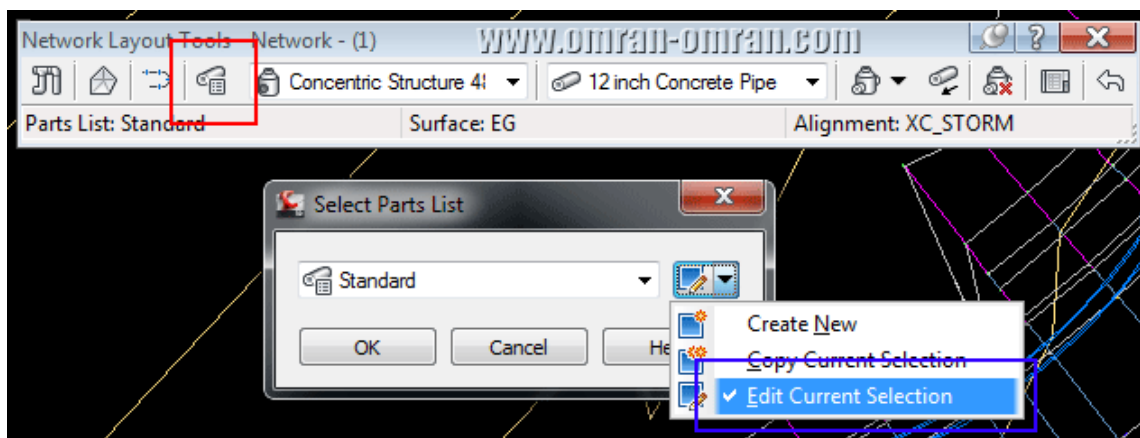 Network Layout Tools - Network - (1)
www.omran-omran.com
Concentric Structure 48
12 inch Concrete Pipe
Parts List: Standard
Surface: EG
Alignment: XC_STORM
Select Parts List
Standard
OK
Cancel
He
Create New
Copy Current Selection
Edit Current Selection